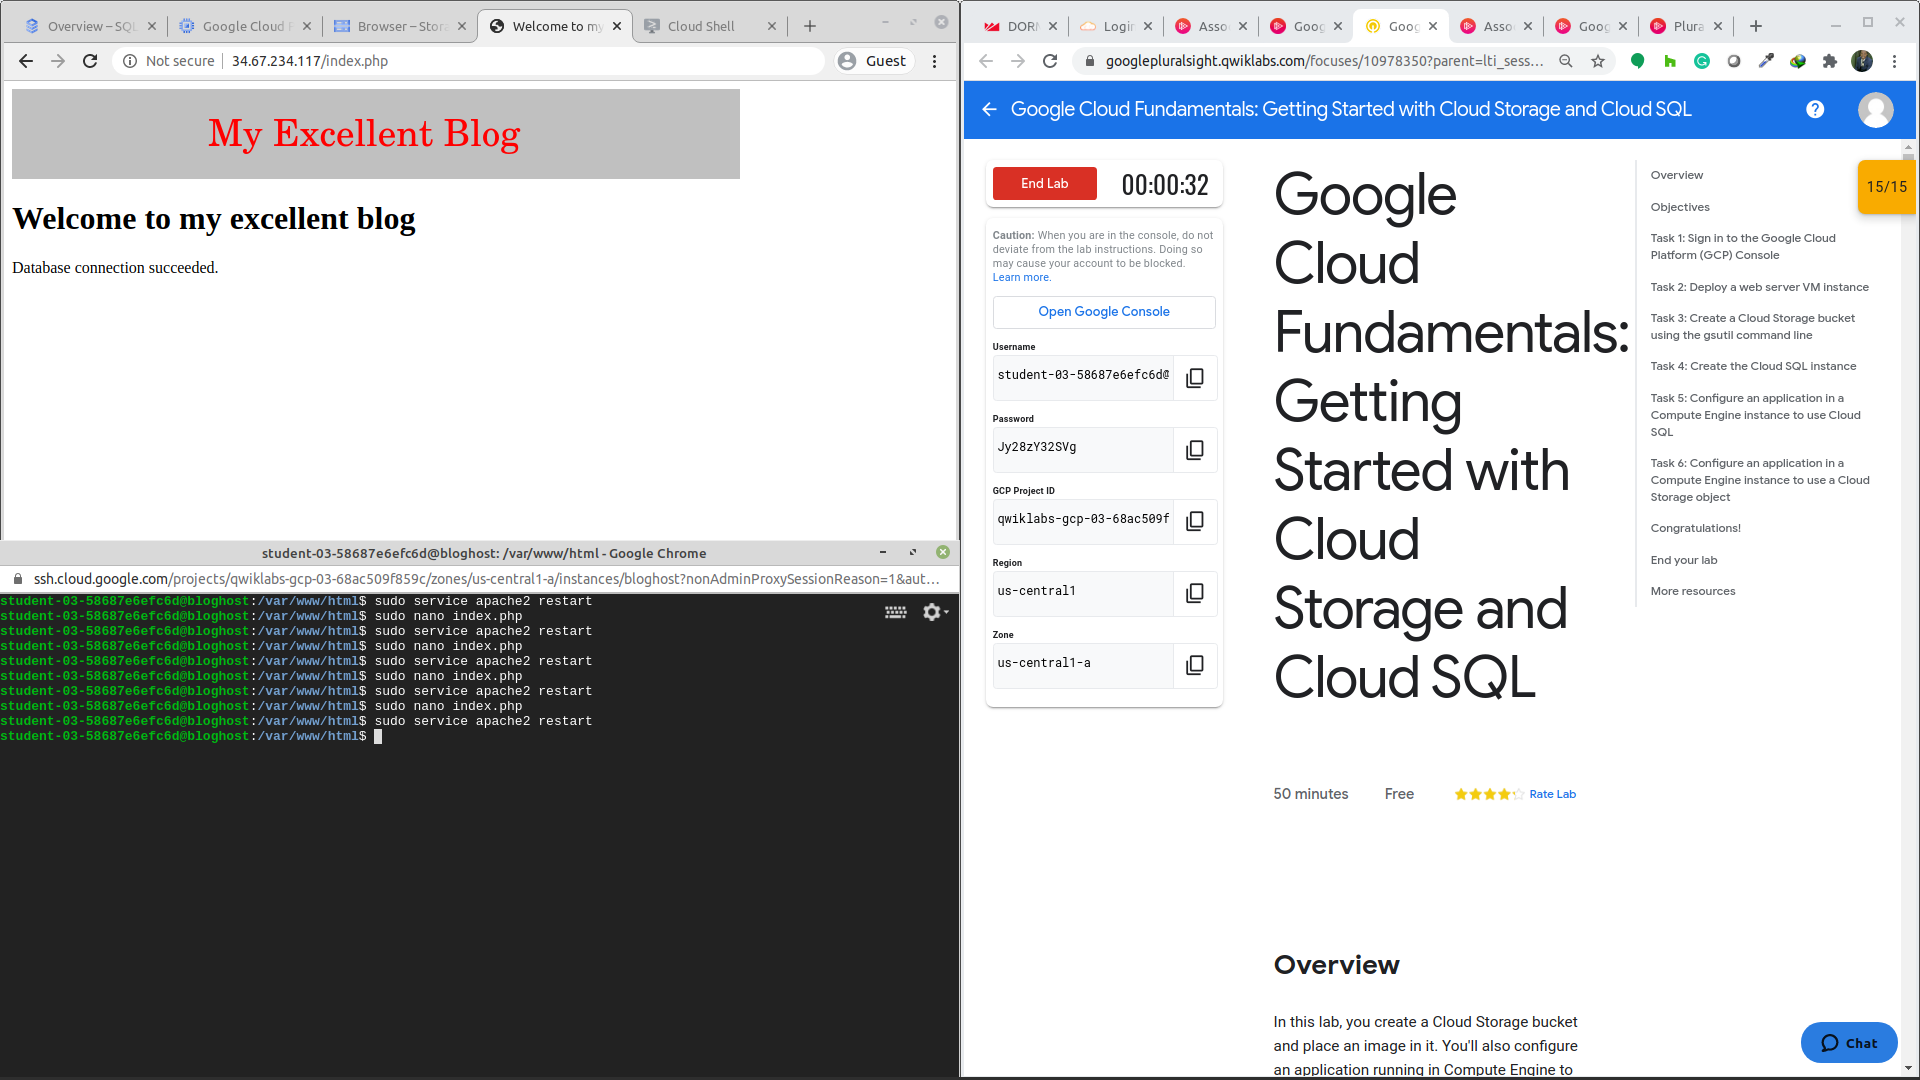 Overview – SQL
Google Cloud P
Browser – Stora
Welcome to my
Cloud Shell
Not secure
34.67.234.117/index.php
Guest
My Excellent Blog
Welcome to my excellent blog
Database connection succeeded.
student-03-58687e6efc6d@bloghost: /var/www/html - Google Chrome
ssh.cloud.google.com/projects/qwiklabs-gcp-03-68ac509f859c/zones/us-central1-a/instances/bloghost?nonAdminProxySessionReason=1&aut…
student-03-58687e6efc6d@bloghost:/var/www/html$ sudo service apache2 restart
student-03-58687e6efc6d@bloghost:/var/www/html$ sudo nano index.php
student-03-58687e6efc6d@bloghost:/var/www/html$ sudo service apache2 restart
student-03-58687e6efc6d@bloghost:/var/www/html$ sudo nano index.php
student-03-58687e6efc6d@bloghost:/var/www/html$ sudo service apache2 restart
student-03-58687e6efc6d@bloghost:/var/www/html$ sudo nano index.php
student-03-58687e6efc6d@bloghost:/var/www/html$ sudo service apache2 restart
student-03-58687e6efc6d@bloghost:/var/www/html$ sudo nano index.php
student-03-58687e6efc6d@bloghost:/var/www/html$ sudo service apache2 restart
student-03-58687e6efc6d@bloghost:/var/www/html$
Login
Asso
Goog
Goog
Asso
Goog
Plura
googlepluralsight.qwiklabs.com/focuses/10978350?parent=lti_sess…
Google Cloud Fundamentals: Getting Started with Cloud Storage and Cloud SQL
End Lab
00:00:32
Caution: When you are in the console, do not
deviate from the lab instructions. Doing so
may cause your account to be blocked.
Learn more.
Open Google Console
Username
student-03-58687e6efc6d@
Password
Jy28zY32SVg
GCP Project ID
qwiklabs-gcp-03-68ac509f
Region
us-central1
Zone
us-central1-a
Google
Cloud
Fundamentals:
Getting
Started with
Cloud
Storage and
Cloud SQL
50 minutes
Free
Rate Lab
Overview
In this lab, you create a Cloud Storage bucket
and place an image in it. You'll also configure
an application running in Compute Engine to
Overview
Objectives
Task 1: Sign in to the Google Cloud
Platform (GCP) Console
Task 2: Deploy a web server VM instance
Task 3: Create a Cloud Storage bucket
using the gsutil command line
Task 4: Create the Cloud SQL instance
Task 5: Configure an application in a
Compute Engine instance to use Cloud
SQL
Task 6: Configure an application in a
Compute Engine instance to use a Cloud
Storage object
Congratulations!
End your lab
More resources
15/15
Chat